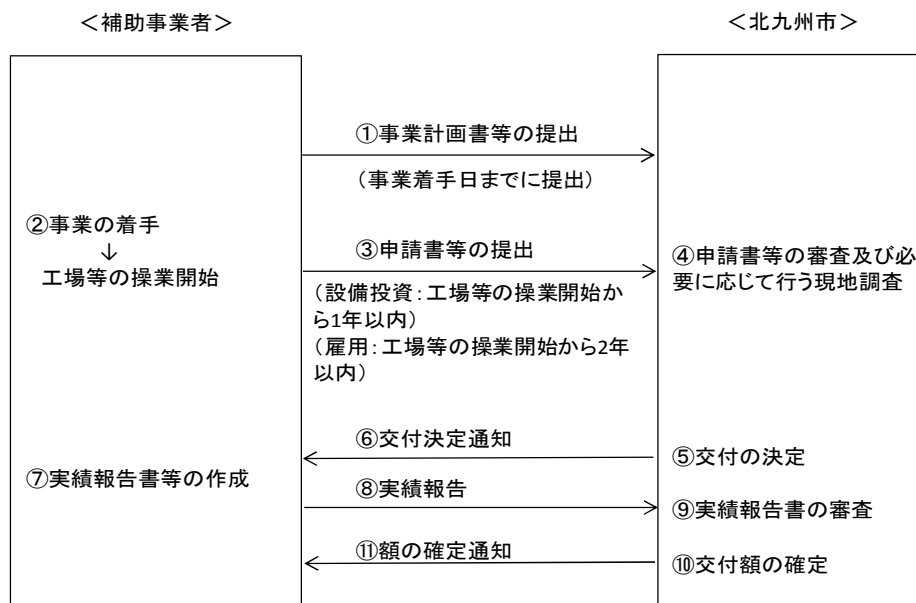 ＜補助事業者＞
＜北九州市＞
①事業計画書等の提出
（事業着手日までに提出）
②事業の着手
↓
工場等の操業開始
③申請書等の提出
（設備投資：工場等の操業開始か
ら1年以内）
（雇用：工場等の操業開始から2年
以内）
④申請書等の審査及び必
要に応じて行う現地調査
⑥交付決定通知
⑤交付の決定
⑦実績報告書等の作成
⑧実績報告
⑨実績報告書の審査
⑪額の確定通知
⑩交付額の確定